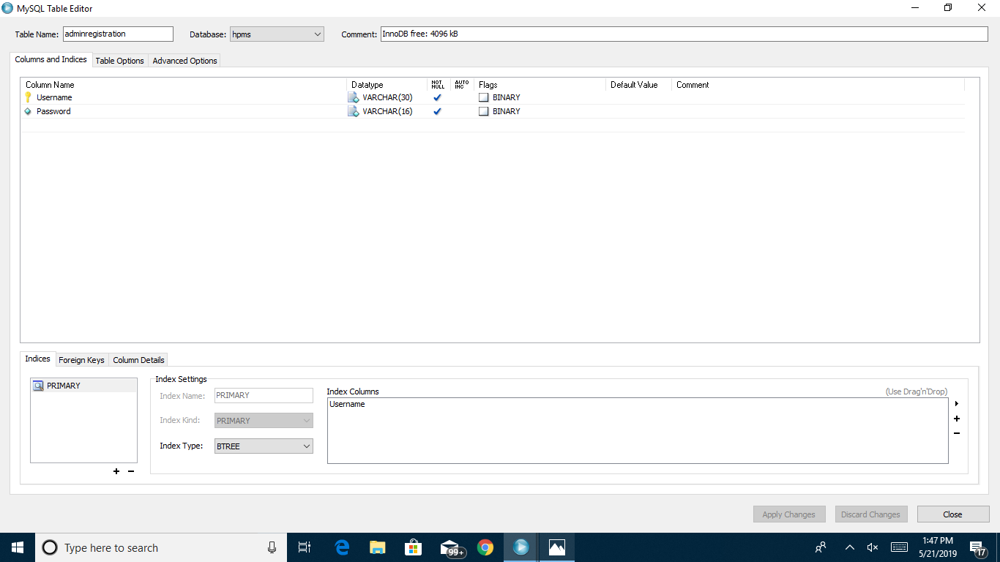 MySQL Table Editor
Table Name: adminregistration Database: hpms Comment: InnoDB free: 4096 kB
Columns and Indices Table Options Advanced Options
Column Name Datatype NOT NULL AUTO INC Flags Default Value Comment
Username VARCHAR(30) BINARY
Password VARCHAR(16) BINARY
Indices Foreign Keys Column Details
PRIMARY
Index Settings
Index Name: PRIMARY
Index Kind: PRIMARY
Index Type: BTREE
Index Columns (Use Drag'n'Drop)
Username
Apply Changes Discard Changes Close
Type here to search
99+
1:47 PM
5/21/2019
17